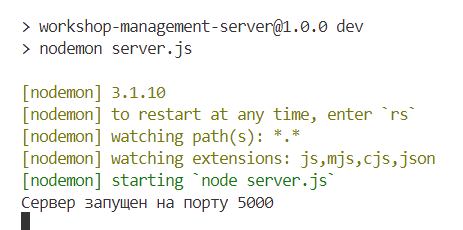 > workshop-management-server@1.0.0 dev
> nodemon server.js
[nodemon] 3.1.10
[nodemon] to restart at any time, enter `rs`
[nodemon] watching path(s): *.*
[nodemon] watching extensions: js,mjs,cjs,json
[nodemon] starting `node server.js`
Сервер запущен на порту 5000